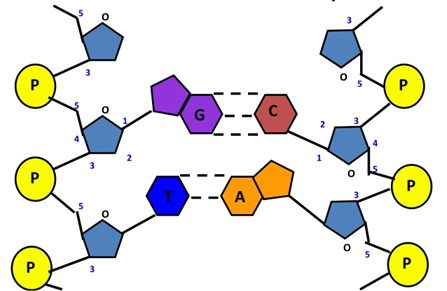 5 O 3
3 O 5
P P
5 O 1 G C 2 3 4
4 3 2 1 O 5
P P
5 O T A 3
3 O 5
P P